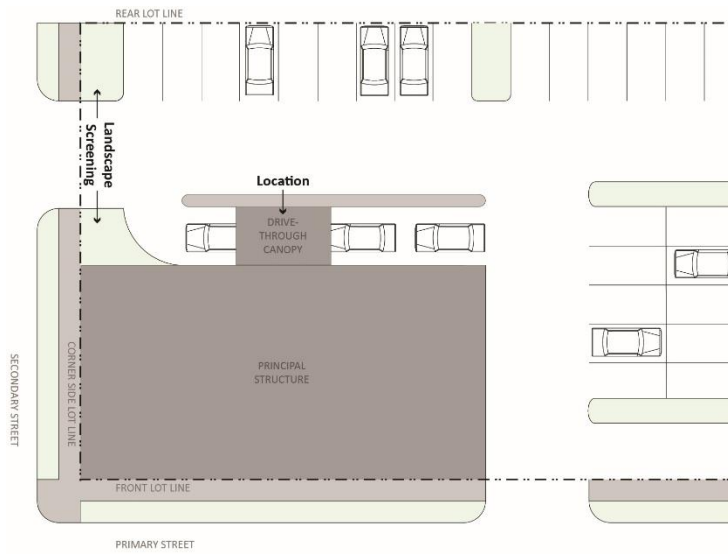 REAR LOT LINE
Landscape
Screening
Location
DRIVE-
THROUGH
CANOPY
PRINCIPAL
STRUCTURE
SECONDARY STREET
CORNER SIDE LOT LINE
FRONT LOT LINE
PRIMARY STREET